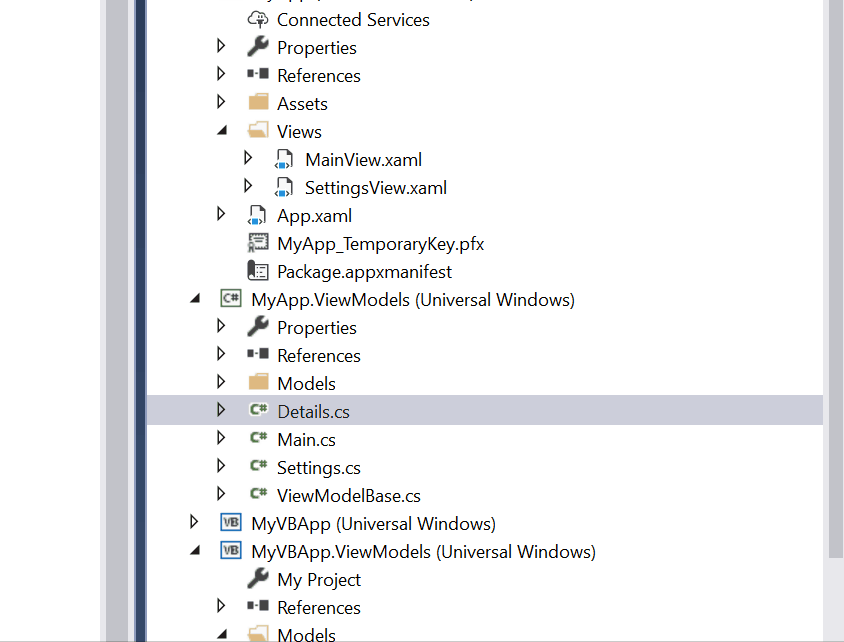 Connected Services
Properties
References
Assets
Views
MainView.xaml
SettingsView.xaml
App.xaml
MyApp_TemporaryKey.pfx
Package.appxmanifest
C# MyApp.ViewModels (Universal Windows)
Properties
References
Models
C# Details.cs
C# Main.cs
C# Settings.cs
C# ViewModelBase.cs
VB MyVBApp (Universal Windows)
VB MyVBApp.ViewModels (Universal Windows)
My Project
References
Models